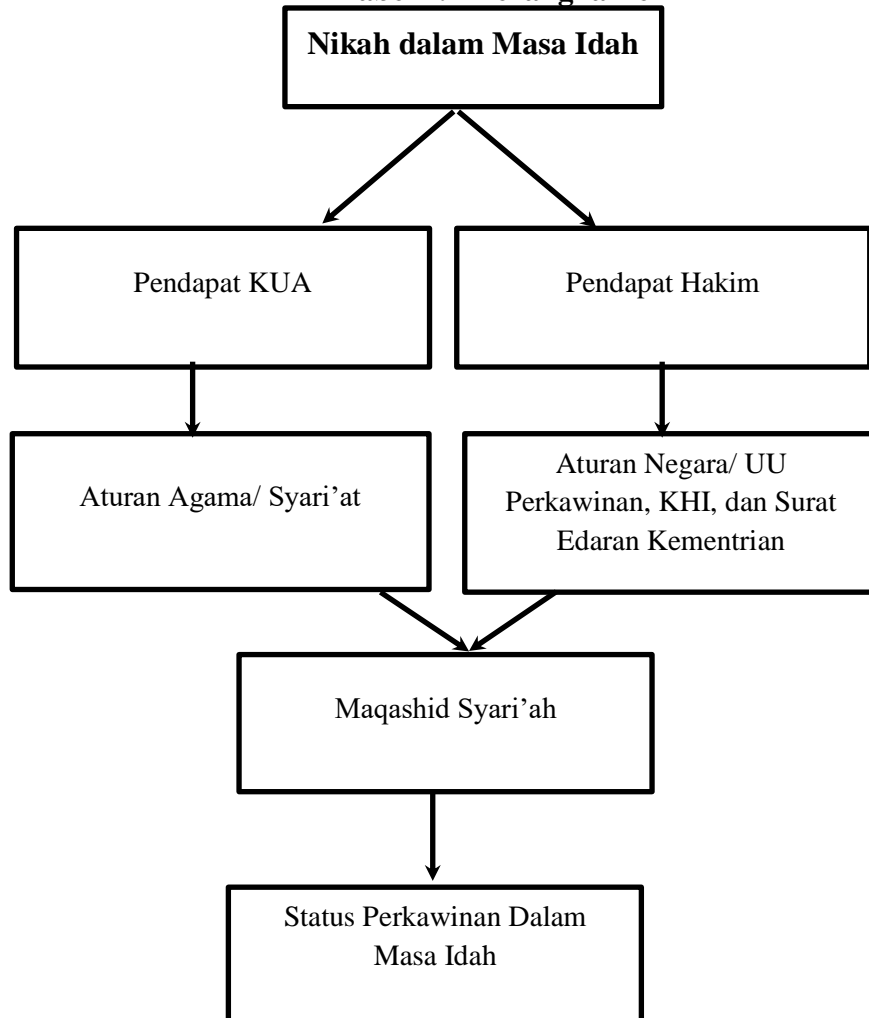 Nikah dalam Masa Idah
Pendapat KUA
Pendapat Hakim
Aturan Agama/ Syari’at
Aturan Negara/ UU
Perkawinan, KHI, dan Surat
Edaran Kementrian
Maqashid Syari’ah
Status Perkawinan Dalam
Masa Idah